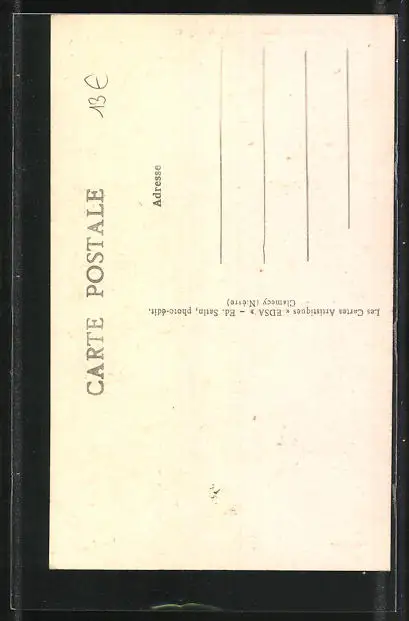 CARTE POSTALE
13 €
Adresse
Les Cartes Artistiques « EDSA » - Ed. Satin, photo-édit.
Clamecy (Nièvre)